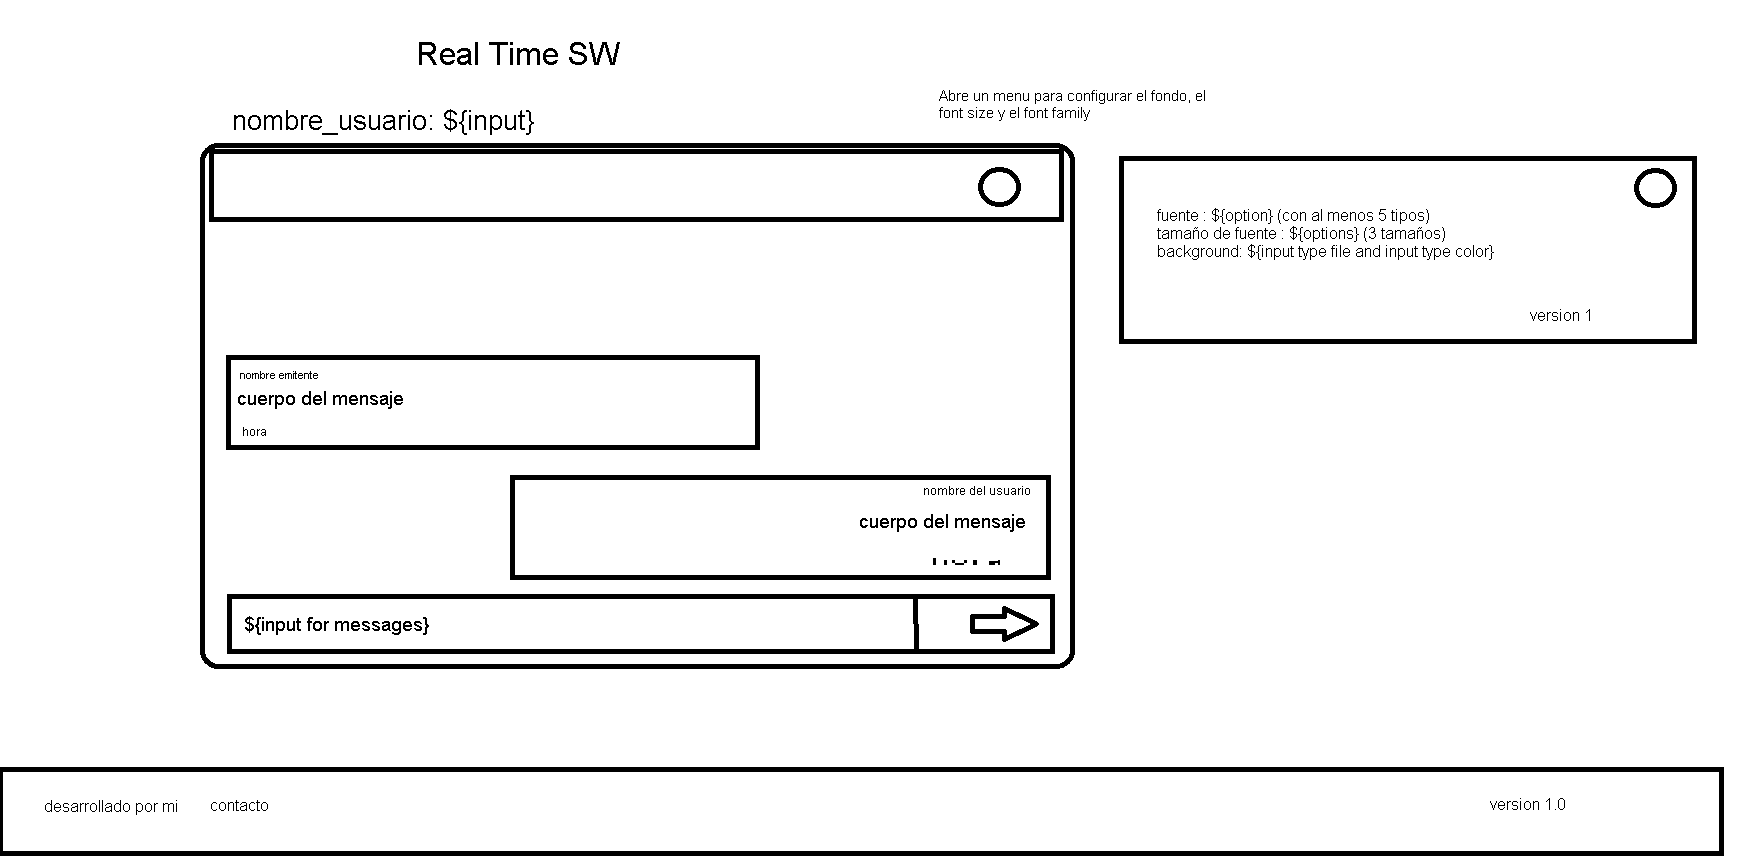 Real Time SW
Abre un menu para configurar el fondo, el
font size y el font family
nombre_usuario: ${input}
fuente : ${option} (con al menos 5 tipos)
tamaño de fuente : ${options} (3 tamaños)
background: ${input type file and input type color}
version 1
nombre emitente
cuerpo del mensaje
hora
nombre del usuario
cuerpo del mensaje
${input for messages}
desarrollado por mi
contacto
version 1.0